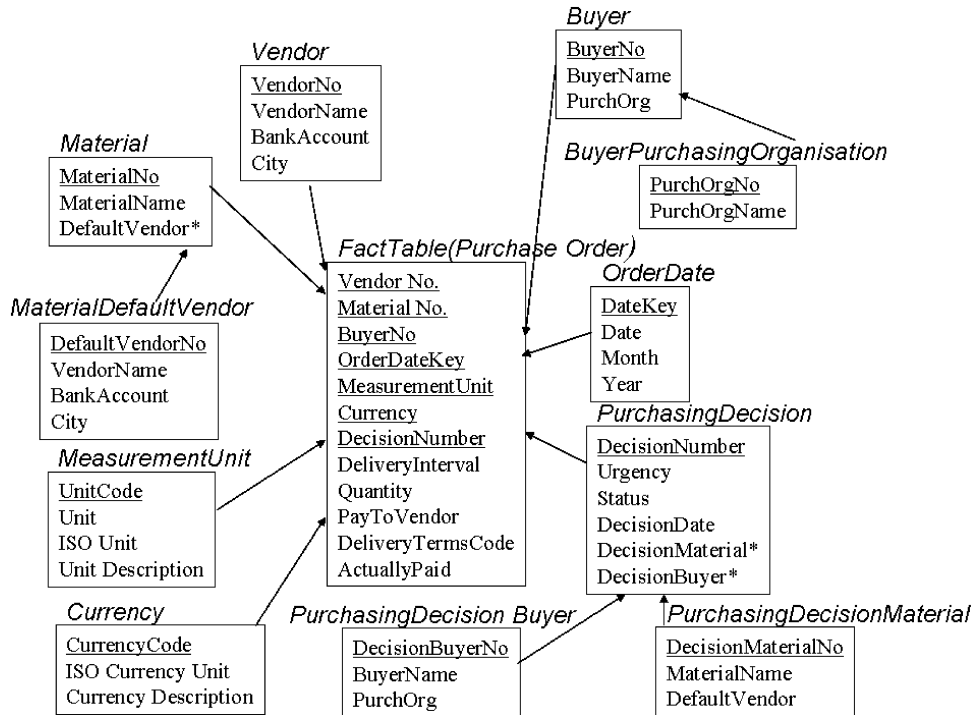 Buyer
BuyerNo
BuyerName
PurchOrg
Vendor
VendorNo
VendorName
BankAccount
City
Material
MaterialNo
MaterialName
DefaultVendor*
BuyerPurchasingOrganisation
PurchOrgNo
PurchOrgName
FactTable(Purchase Order)
Vendor No.
Material No.
BuyerNo
OrderDateKey
MeasurementUnit
Currency
DecisionNumber
DeliveryInterval
Quantity
PayToVendor
DeliveryTermsCode
ActuallyPaid
OrderDate
DateKey
Date
Month
Year
MaterialDefaultVendor
DefaultVendorNo
VendorName
BankAccount
City
PurchasingDecision
DecisionNumber
Urgency
Status
DecisionDate
DecisionMaterial*
DecisionBuyer*
MeasurementUnit
UnitCode
Unit
ISO Unit
Unit Description
Currency
CurrencyCode
ISO Currency Unit
Currency Description
PurchasingDecision Buyer
DecisionBuyerNo
BuyerName
PurchOrg
PurchasingDecisionMaterial
DecisionMaterialNo
MaterialName
DefaultVendor